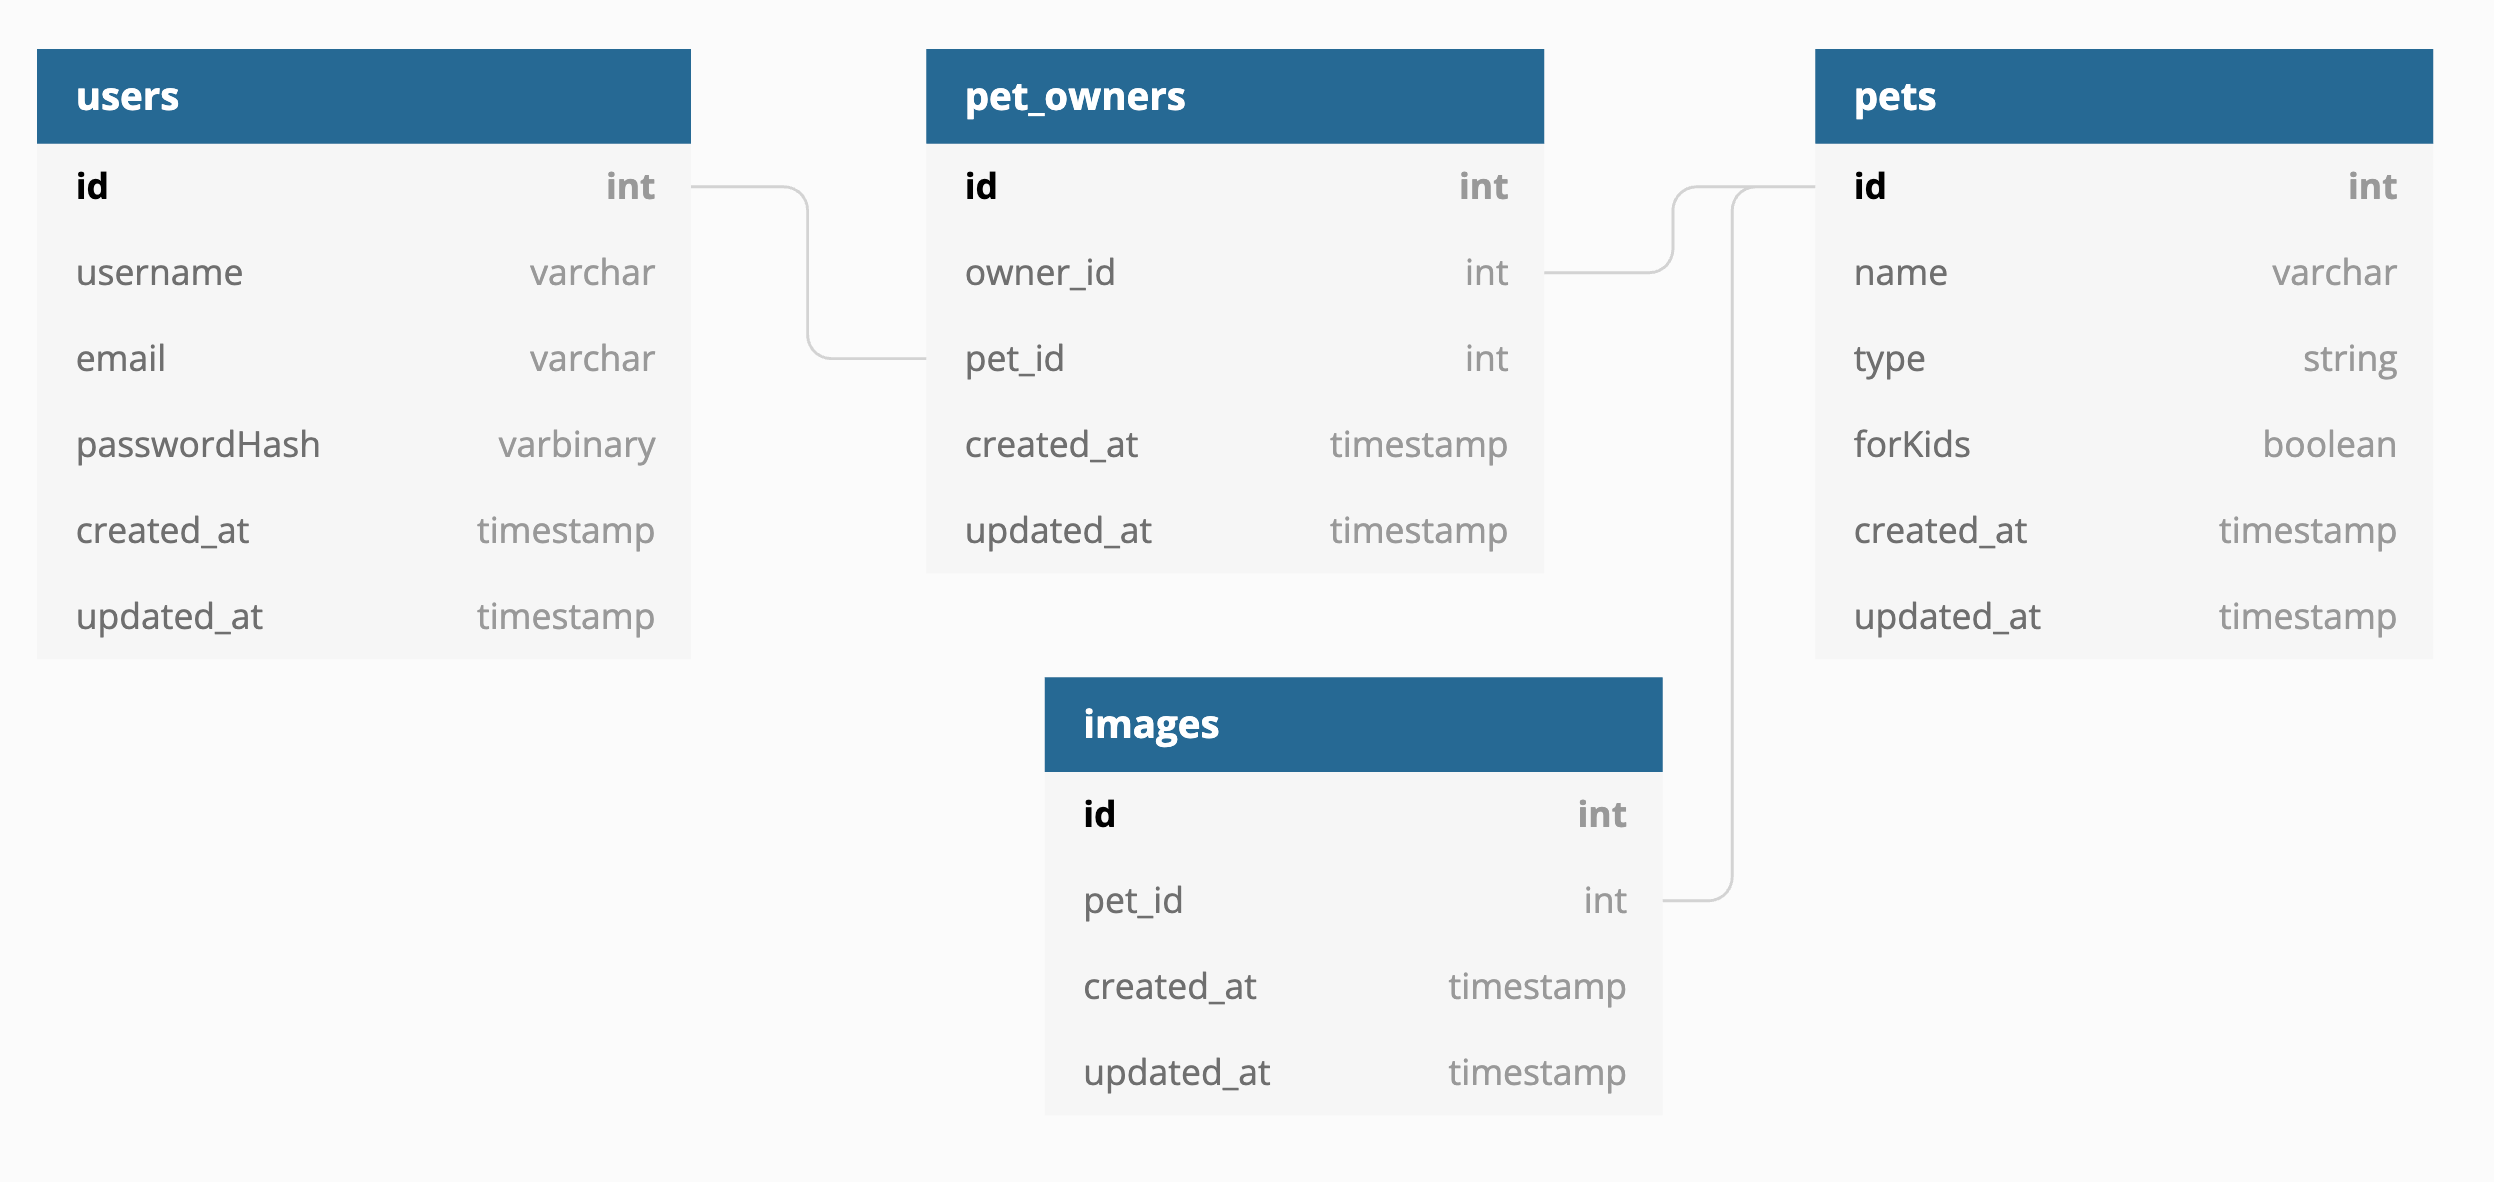 users
id int
username varchar
email varchar
passwordHash varbinary
created_at timestamp
updated_at timestamp
pet_owners
id int
owner_id int
pet_id int
created_at timestamp
updated_at timestamp
pets
id int
name varchar
type string
forKids boolean
created_at timestamp
updated_at timestamp
images
id int
pet_id int
created_at timestamp
updated_at timestamp